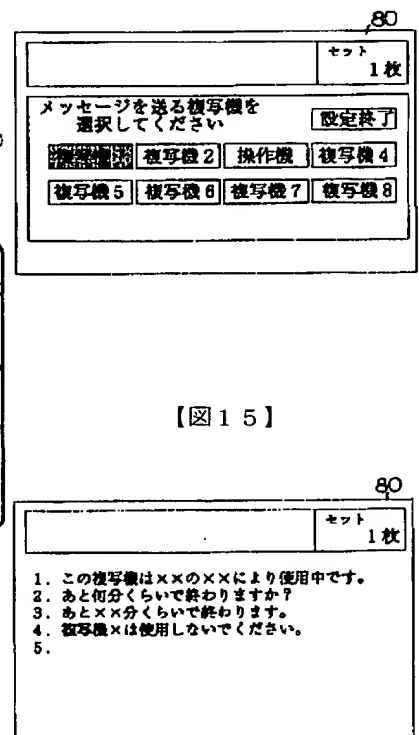 80
セット
1枚
メッセージを送る複写機を
選択してください
設定終了
複写機2 操作機 複写機4
複写機5 複写機6 複写機7 複写機8
【図15】
80
セット
1枚
1. この複写機は××の××により使用中です。
2. あと何分くらいで終わりますか?
3. あと××分くらいで終わります。
4. 複写機×は使用しないでください。
5.